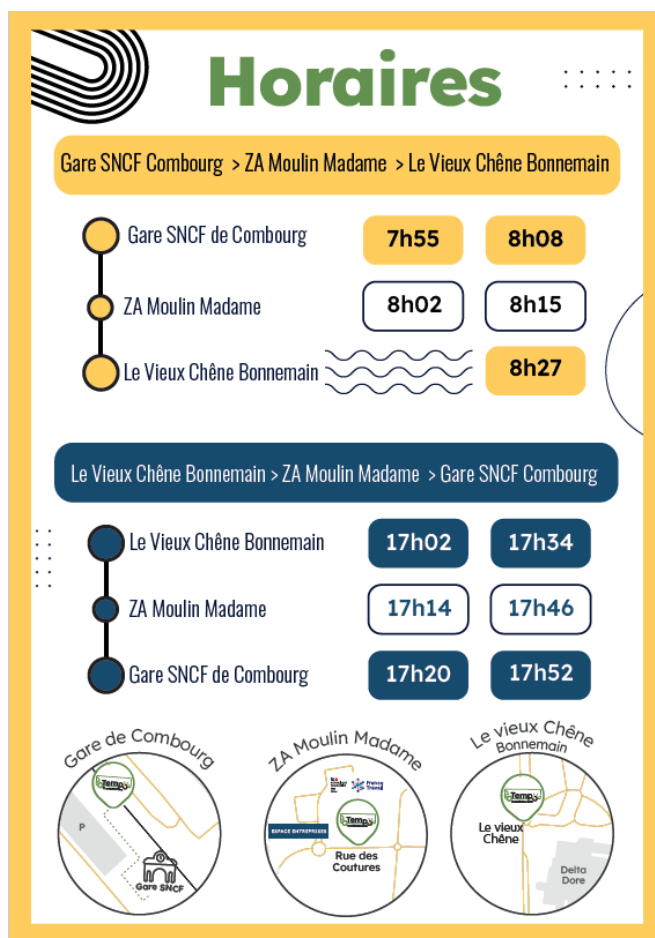 Horaires
Gare SNCF Combourg > ZA Moulin Madame > Le Vieux Chêne Bonnemain
Gare SNCF de Combourg 7h55 8h08
ZA Moulin Madame 8h02 8h15
Le Vieux Chêne Bonnemain 8h27
Le Vieux Chêne Bonnemain > ZA Moulin Madame > Gare SNCF Combourg
Le Vieux Chêne Bonnemain 17h02 17h34
ZA Moulin Madame 17h14 17h46
Gare SNCF de Combourg 17h20 17h52
Gare de Combourg
Temp
P
Gare SNCF
ZA Moulin Madame
France Travail
Temp
ESPACE ENTREPRISES
Rue des
Coutures
Le vieux Chêne
Bonnemain
Temp
Le vieux
Chêne
Delta
Dore